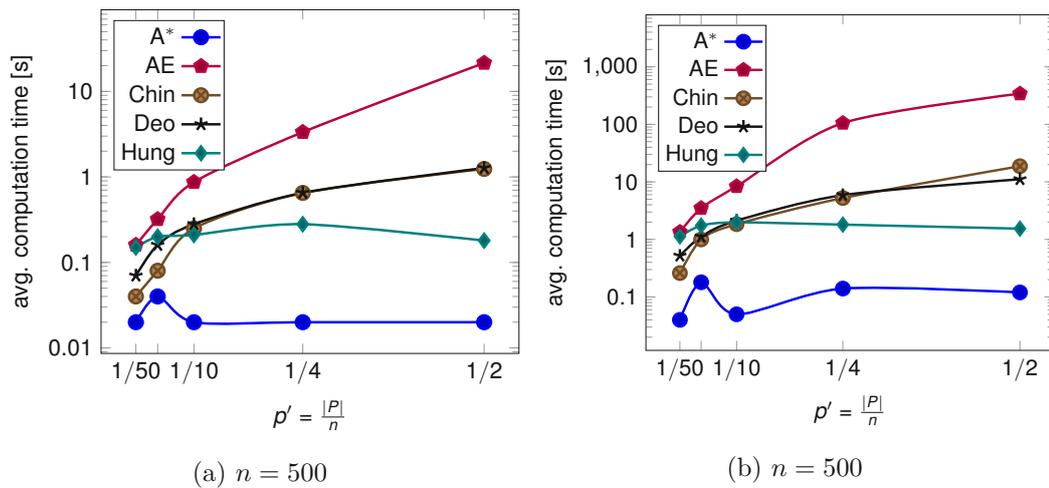 avg. computation time [s]
10
1
0.1
0.01
A*
AE
Chin
Deo
Hung
1/50 1/10 1/4 1/2
p′ = |P|/n
(a) n = 500
avg. computation time [s]
1,000
100
10
1
0.1
A*
AE
Chin
Deo
Hung
1/50 1/10 1/4 1/2
p′ = |P|/n
(b) n = 500